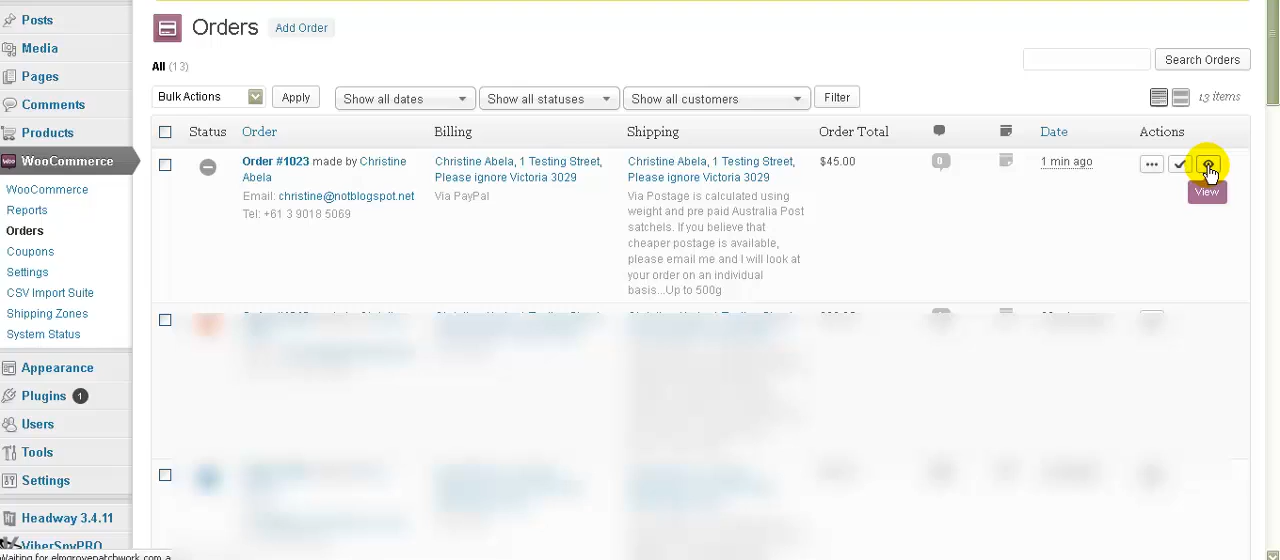 Posts
Media
Pages
Comments
Products
WooCommerce
WooCommerce
Reports
Orders
Coupons
Settings
CSV Import Suite
Shipping Zones
System Status
Appearance
Plugins 1
Users
Tools
Settings
Headway 3.4.11
ViberSpyPRO
Waiting for elmgrovepatchwork.com.a
Orders Add Order
All (13)
Search Orders
Bulk Actions Apply Show all dates Show all statuses Show all customers Filter 13 items
Status Order Billing Shipping Order Total Date Actions
Order #1023 made by Christine
Abela
Email: christine@notblogspot.net
Tel: +61 3 9018 5069
Christine Abela, 1 Testing Street,
Please ignore Victoria 3029
Via PayPal
Christine Abela, 1 Testing Street,
Please ignore Victoria 3029
Via Postage is calculated using
weight and pre paid Australia Post
satchels. If you believe that
cheaper postage is available,
please email me and I will look at
your order on an individual
basis...Up to 500g
$45.00
0
1 min ago
View